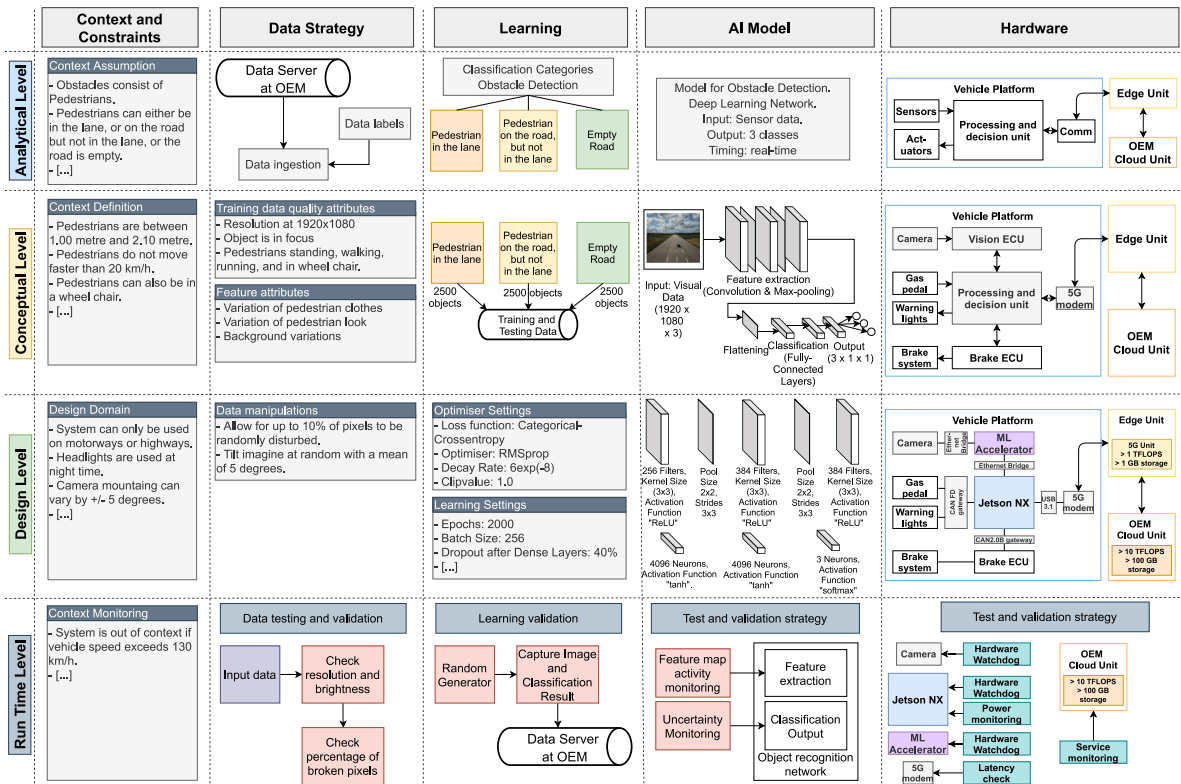 Context and
Constraints
Data Strategy
Learning
AI Model
Hardware
Analytical Level
Context Assumption
- Obstacles consist of
Pedestrians.
- Pedestrians can either be
in the lane, or on the road
but not in the lane, or the
road is empty.
- [...]
Data Server
at OEM
Data labels
Data ingestion
Classification Categories
Obstacle Detection
Pedestrian
in the lane
Pedestrian
on the road,
but not
in the lane
Empty
Road
Model for Obstacle Detection.
Deep Learning Network.
Input: Sensor data.
Output: 3 classes
Timing: real-time
Vehicle Platform
Sensors
Act-
uators
Processing and
decision unit
Comm
Edge Unit
OEM
Cloud Unit
Conceptual Level
Context Definition
- Pedestrians are between
1.00 metre and 2.10 metre.
- Pedestrians do not move
faster than 20 km/h.
- Pedestrians can also be in
a wheel chair.
- [...]
Training data quality attributes
- Resolution at 1920x1080
- Object is in focus
- Pedestrians standing, walking,
running, and in wheel chair.
Feature attributes
- Variation of pedestrian clothes
- Variation of pedestrian look
- Background variations
Pedestrian
in the lane
Pedestrian
on the road,
but not
in the lane
Empty
Road
2500
objects
2500 objects
2500
objects
Training and
Testing Data
Input: Visual
Data
(1920 x
1080
x 3)
Feature extraction
(Convolution & Max-pooling)
Flattening
Classification
(Fully-
Connected
Layers)
Output
(3 x 1 x 1)
Vehicle Platform
Camera
Vision ECU
Gas
pedal
Warning
lights
Processing and
decision unit
5G
modem
Brake
system
Brake ECU
Edge Unit
OEM
Cloud Unit
Design Level
Design Domain
- System can only be used
on motorways or highways.
- Headlights are used at
night time.
- Camera mountaing can
vary by +/- 5 degrees.
- [...]
Data manipulations
- Allow for up to 10% of pixels to be
randomly disturbed.
- Tilt images at random with a mean
of 5 degrees.
Optimiser Settings
- Loss function: Categorical-
Crossentropy
- Optimiser: RMSprop
- Decay Rate: 6exp(-8)
- Clipvalue: 1.0
Learning Settings
- Epochs: 2000
- Batch Size: 256
- Dropout after Dense Layers: 40%
- [...]
256 Filters,
Kernel Size
(3x3),
Activation
Function
"ReLU"
Pool
Size
2x2,
Strides
3x3
384 Filters,
Kernel Size
(3x3),
Activation
Function
"ReLU"
Pool
Size
2x2,
Strides
3x3
384 Filters,
Kernel Size
(3x3),
Activation
Function
"ReLU"
4096 Neurons,
Activation Function
"tanh".
4096 Neurons,
Activation Function
"tanh"
3 Neurons,
Activation
Function
"softmax"
Vehicle Platform
Camera
Ether-
net
Bridge
ML
Accelerator
Ethernet Bridge
Gas
pedal
Warning
lights
CAN FD
gateway
Jetson NX
USB
3.1
5G
modem
CAN2.0B gateway
Brake
system
Brake ECU
Edge Unit
5G Unit
> 1 TFLOPS
> 1 GB storage
OEM
Cloud Unit
> 10 TFLOPS
> 100 GB
storage
Run Time Level
Context Monitoring
- System is out of context if
vehicle speed exceeds 130
km/h.
- [...]
Data testing and validation
Input data
Check
resolution and
brightness
Check
percentage of
broken pixels
Learning validation
Random
Generator
Capture Image
and
Classification
Result
Data Server
at OEM
Test and validation strategy
Feature map
activity
monitoring
Feature
extraction
Uncertainty
Monitoring
Classification
Output
Object recognition
network
Test and validation strategy
Camera
Hardware
Watchdog
Jetson NX
Hardware
Watchdog
Power
monitoring
ML
Accelerator
Hardware
Watchdog
5G
modem
Latency
check
OEM
Cloud Unit
> 10 TFLOPS
> 100 GB
storage
Service
monitoring